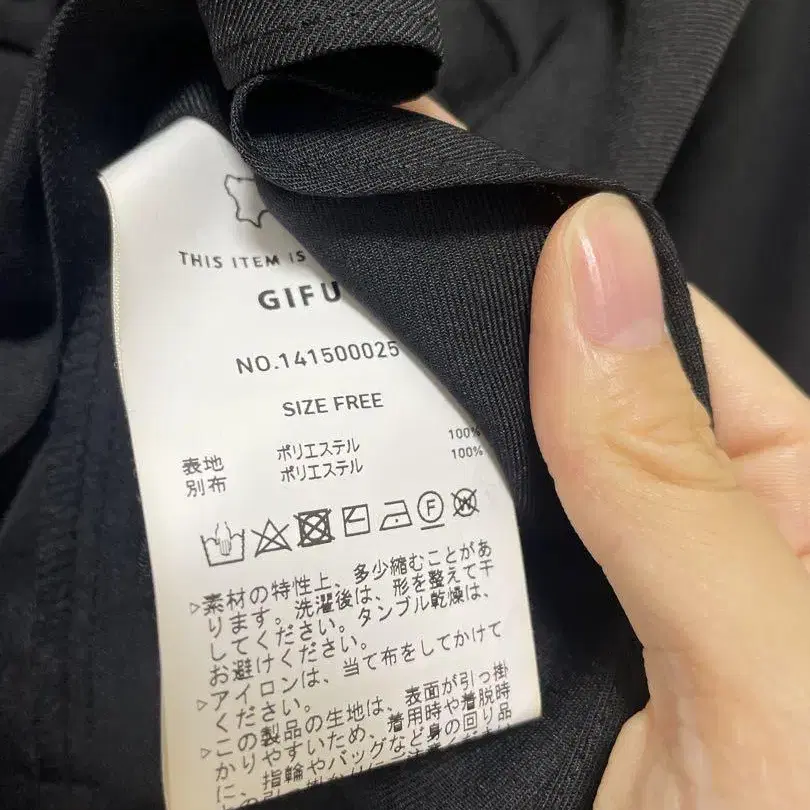 THIS ITEM IS
GIFU
NO.141500025
SIZE FREE
表地 ポリエステル 100%
別布 ポリエステル 100%
F W
▷素材の特性上、多少縮むことがあ
ります。洗濯後は、形を整えて干
してください。タンブル乾燥は、
お避けください。
▷アイロンは、当て布をしてかけて
ください。
▷この製品の生地は、表面が引っ掛
かりやすいため、着用時や着脱時
に、指輪やバッグなど身の回り品